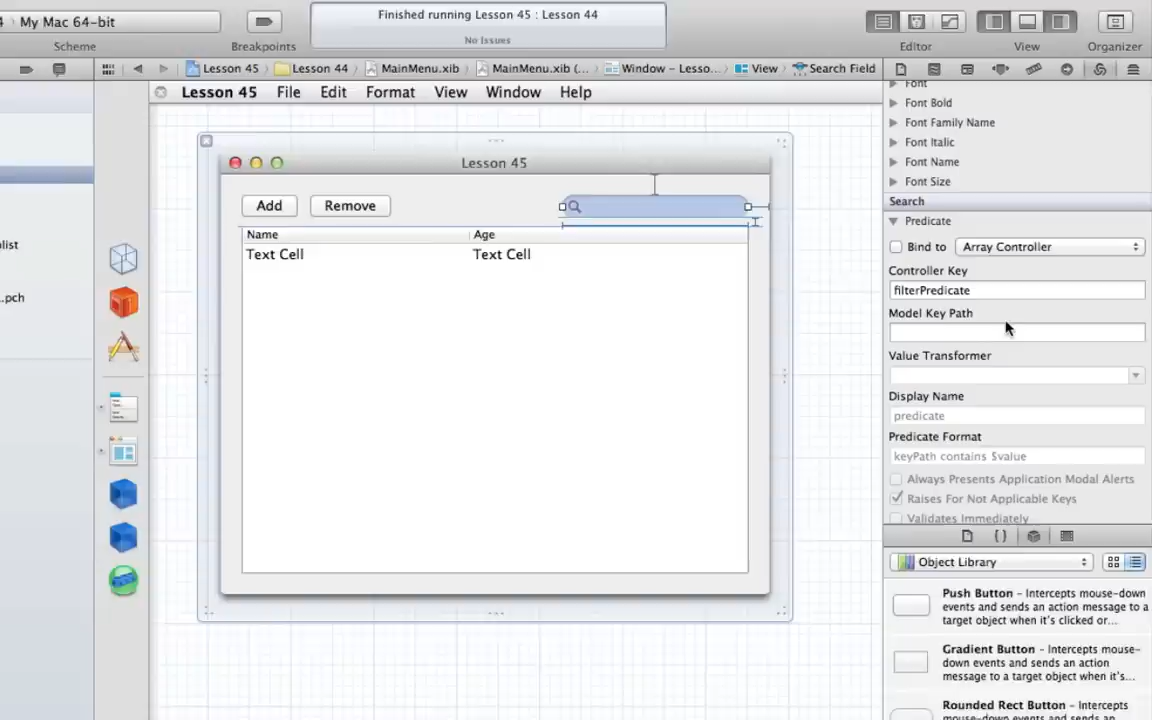 My Mac 64-bit
Finished running Lesson 45 : Lesson 44
No Issues
Scheme
Breakpoints
Editor
View
Organizer
Lesson 45
Lesson 44
MainMenu.xib
MainMenu.xib (...
Window – Lesso...
View
Search Field
Lesson 45
File
Edit
Format
View
Window
Help
Lesson 45
Add
Remove
Name
Age
Text Cell
Text Cell
plist
..pch
Font
Font Bold
Font Family Name
Font Italic
Font Name
Font Size
Search
Predicate
Bind to
Array Controller
Controller Key
filterPredicate
Model Key Path
Value Transformer
Display Name
predicate
Predicate Format
keyPath contains $value
Always Presents Application Modal Alerts
Raises For Not Applicable Keys
Validates Immediately
{ }
Object Library
Push Button – Intercepts mouse-down
events and sends an action message to a
target object when it's clicked or...
Gradient Button – Intercepts mouse-
down events and sends an action
message to a target object when it's...
Rounded Rect Button – Intercepts
mouse-down events and sends an